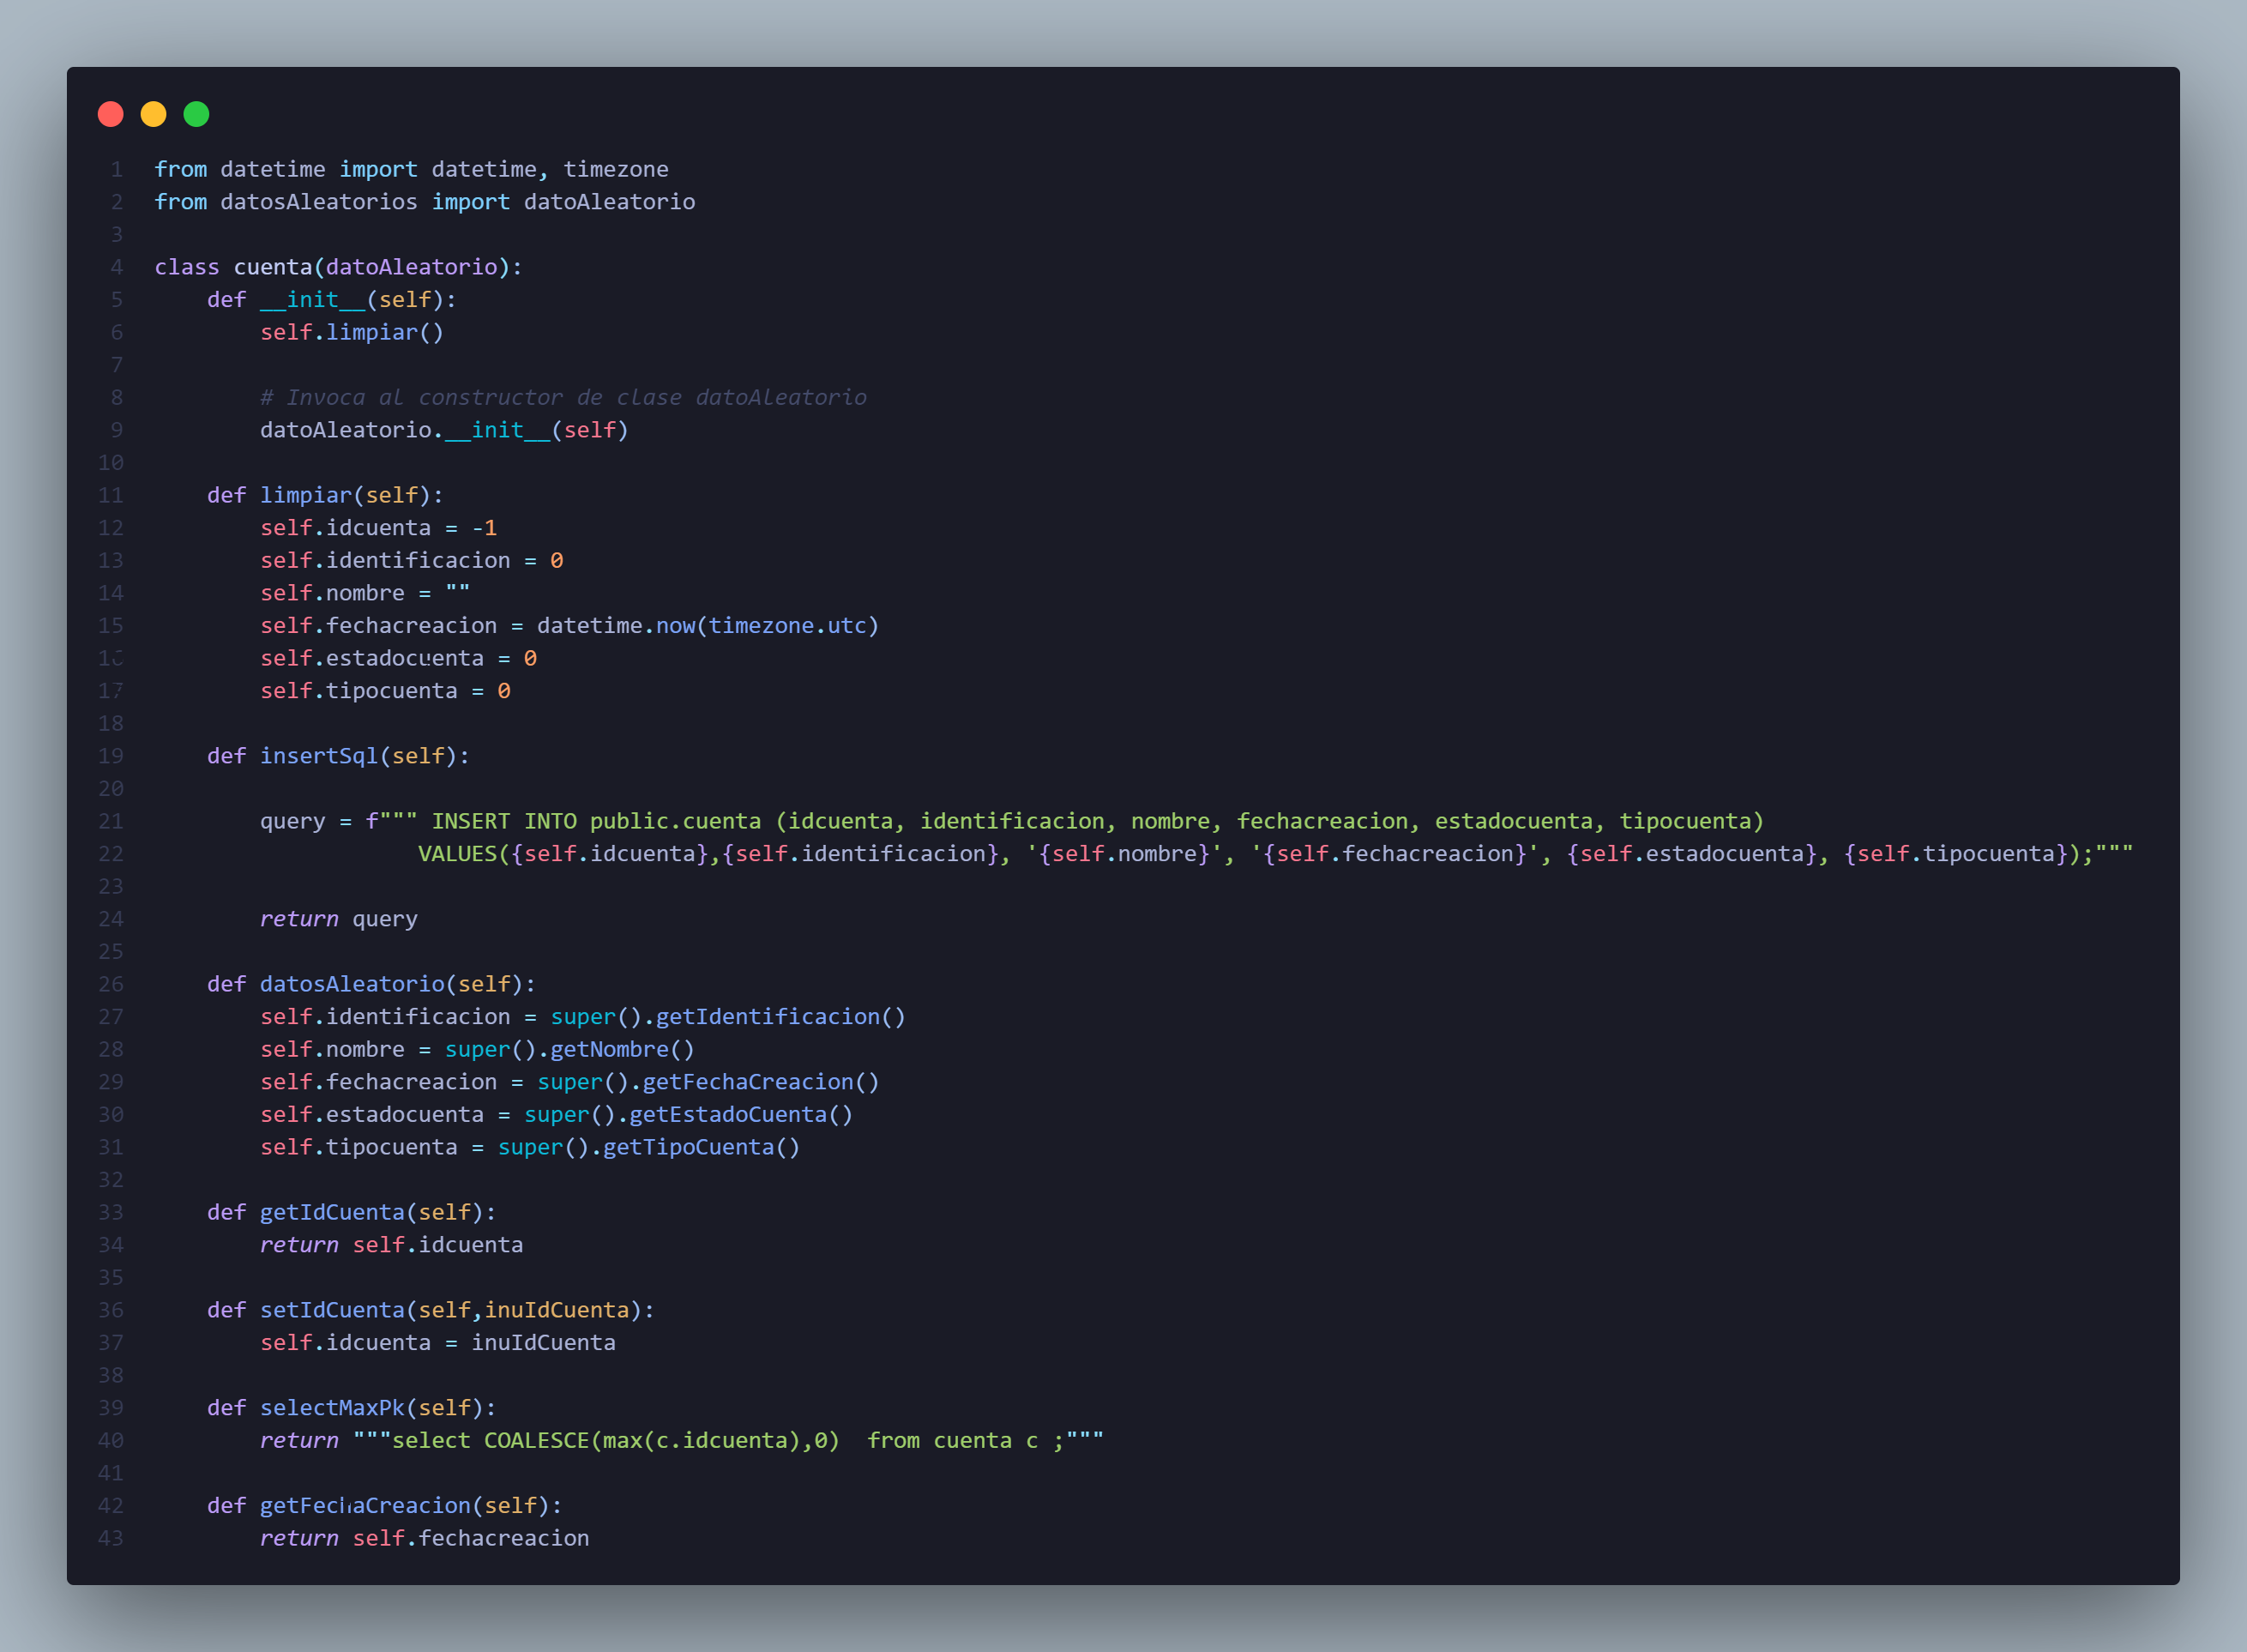 1 from datetime import datetime, timezone
2 from datosAleatorios import datoAleatorio
3
4 class cuenta(datoAleatorio):
5     def __init__(self):
6         self.limpiar()
7
8         # Invoca al constructor de clase datoAleatorio
9         datoAleatorio.__init__(self)
10
11     def limpiar(self):
12         self.idcuenta = -1
13         self.identificacion = 0
14         self.nombre = ""
15         self.fechacreacion = datetime.now(timezone.utc)
16         self.estadocuenta = 0
17         self.tipocuenta = 0
18
19     def insertSql(self):
20
21         query = f""" INSERT INTO public.cuenta (idcuenta, identificacion, nombre, fechacreacion, estadocuenta, tipocuenta)
22                     VALUES({self.idcuenta},{self.identificacion}, '{self.nombre}', '{self.fechacreacion}', {self.estadocuenta}, {self.tipocuenta});"""
23
24         return query
25
26     def datosAleatorio(self):
27         self.identificacion = super().getIdentificacion()
28         self.nombre = super().getNombre()
29         self.fechacreacion = super().getFechaCreacion()
30         self.estadocuenta = super().getEstadoCuenta()
31         self.tipocuenta = super().getTipoCuenta()
32
33     def getIdCuenta(self):
34         return self.idcuenta
35
36     def setIdCuenta(self,inuIdCuenta):
37         self.idcuenta = inuIdCuenta
38
39     def selectMaxPk(self):
40         return """select COALESCE(max(c.idcuenta),0)  from cuenta c ;"""
41
42     def getFechaCreacion(self):
43         return self.fechacreacion